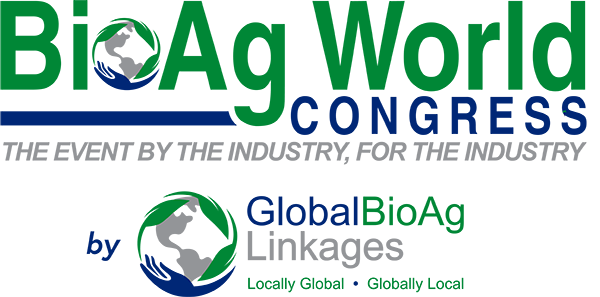 BioAg World
CONGRESS
THE EVENT BY THE INDUSTRY, FOR THE INDUSTRY
by GlobalBioAg
Linkages
Locally Global • Globally Local